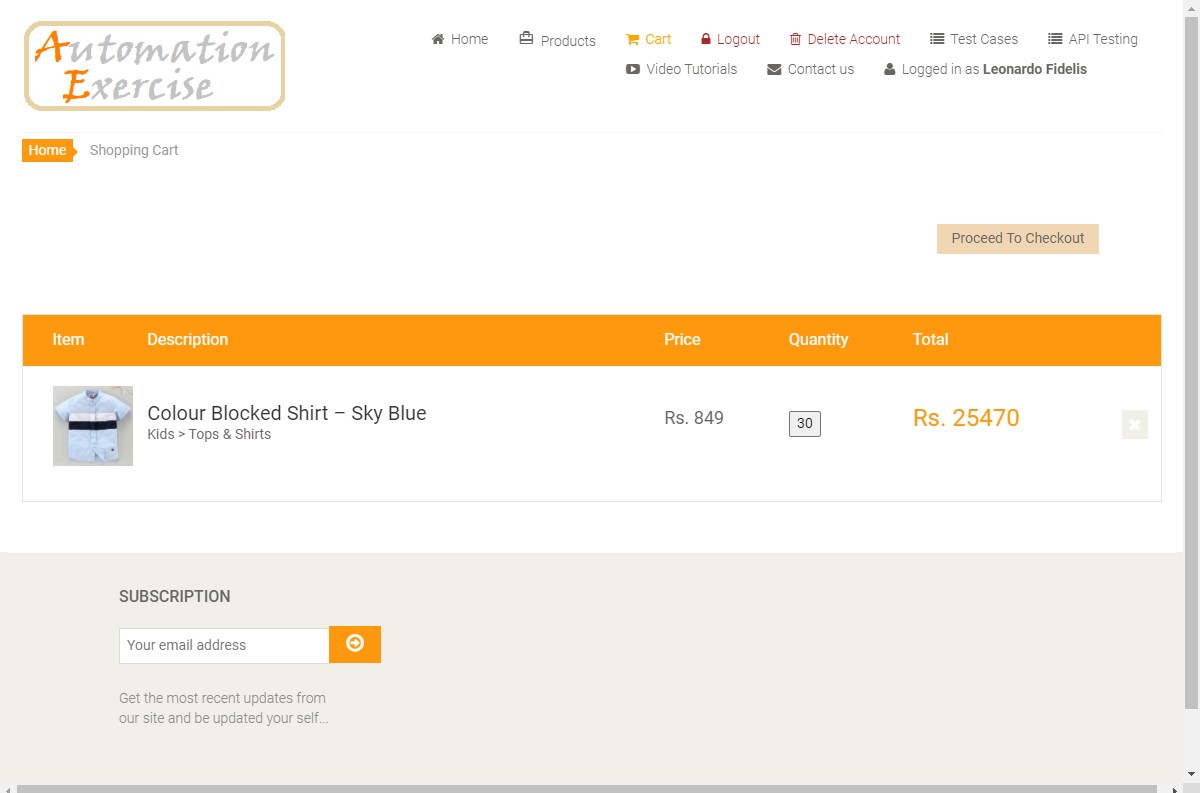 Automation
Exercise
Home
Products
Cart
Logout
Delete Account
Test Cases
API Testing
Video Tutorials
Contact us
Logged in as Leonardo Fidelis
Home
Shopping Cart
Proceed To Checkout
Item Description Price Quantity Total
Colour Blocked Shirt – Sky Blue
Kids > Tops & Shirts
Rs. 849
30
Rs. 25470
SUBSCRIPTION
Your email address
Get the most recent updates from
our site and be updated your self...